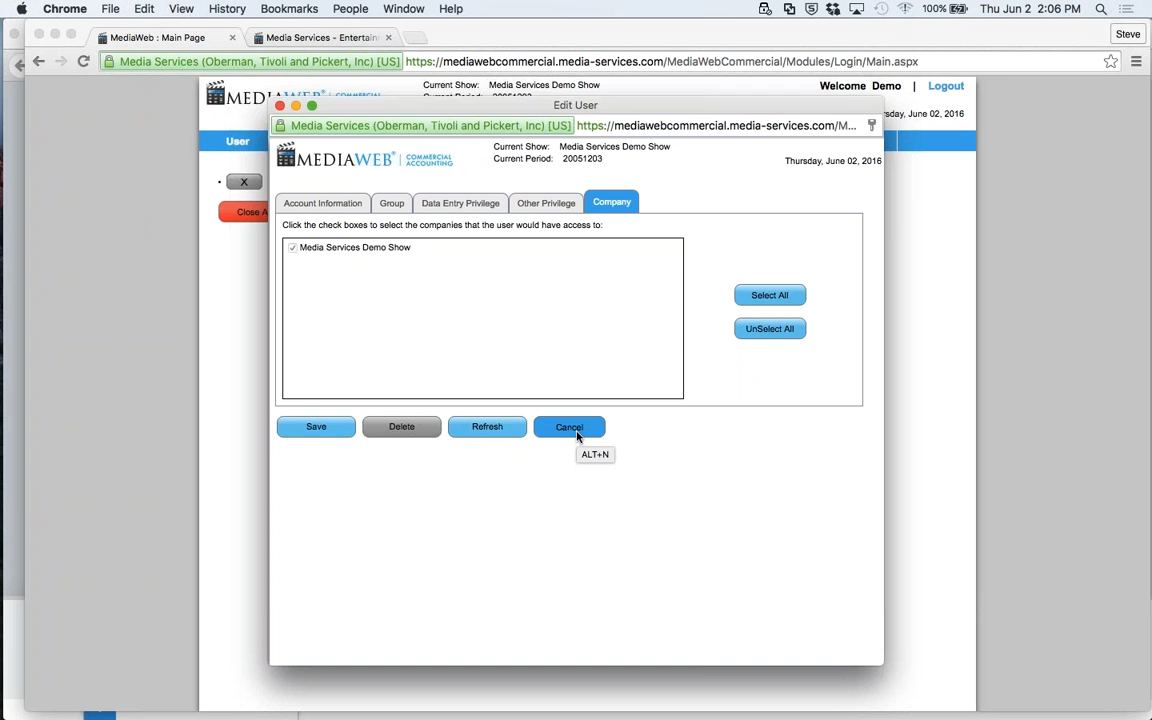 Chrome File Edit View History Bookmarks People Window Help 100% Thu Jun 2 2:06 PM
MediaWeb : Main Page × Media Services - Entertain × Steve
Media Services (Oberman, Tivoli and Pickert, Inc) [US] https://mediawebcommercial.media-services.com/MediaWebCommercial/Modules/Login/Main.aspx
Current Show: Media Services Demo Show Welcome Demo | Logout
Edit User
rsday, June 02, 2016
Media Services (Oberman, Tivoli and Pickert, Inc) [US] https://mediawebcommercial.media-services.com/M...
User
MEDIAWEB® COMMERCIAL ACCOUNTING
Current Show: Media Services Demo Show
Current Period: 20051203
Thursday, June 02, 2016
X
Account Information Group Data Entry Privilege Other Privilege Company
Close A
Click the check boxes to select the companies that the user would have access to:
Media Services Demo Show
Select All
UnSelect All
Save Delete Refresh Cancel
ALT+N